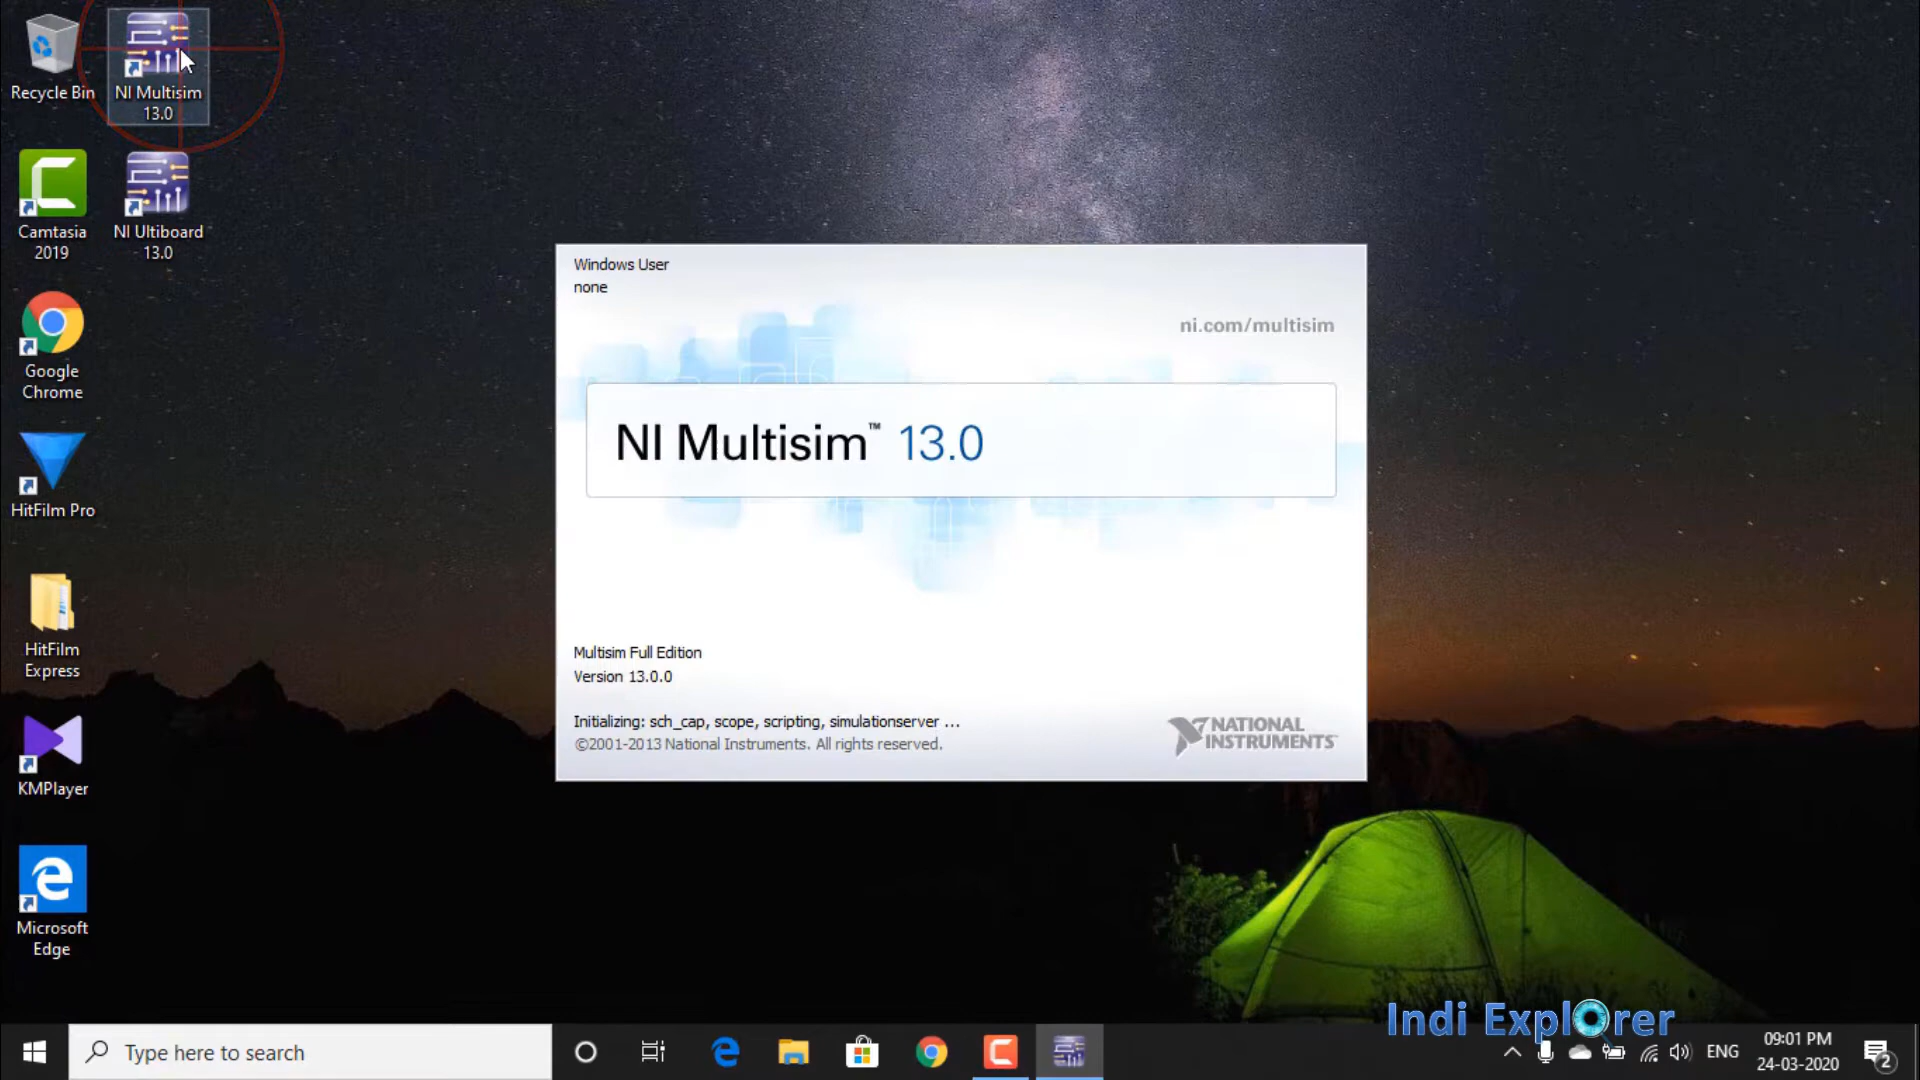 Recycle Bin
NI Multisim
13.0
Camtasia
2019
NI Ultiboard
13.0
Google
Chrome
HitFilm Pro
HitFilm
Express
KMPlayer
Microsoft
Edge
Windows User
none
ni.com/multisim
NI Multisim™ 13.0
Multisim Full Edition
Version 13.0.0
Initializing: sch_cap, scope, scripting, simulationserver ...
©2001-2013 National Instruments. All rights reserved.
NATIONAL
INSTRUMENTS
Indi Explorer
Type here to search
ENG
09:01 PM
24-03-2020
2